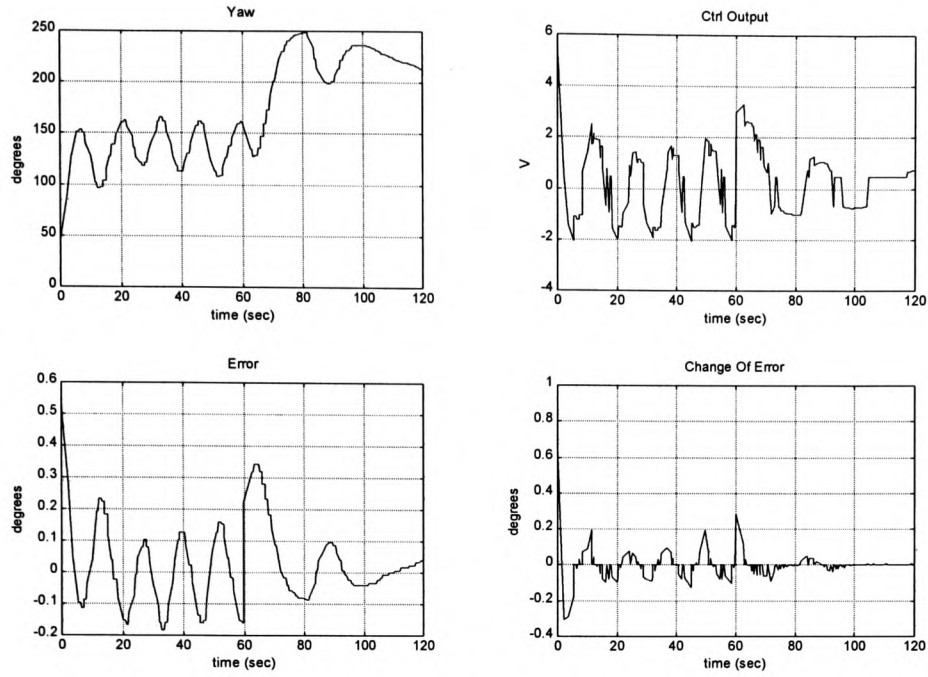 Yaw
250
200
150
100
50
0
degrees
0 20 40 60 80 100 120
time (sec)
Ctrl Output
6
4
2
0
-2
-4
V
0 20 40 60 80 100 120
time (sec)
Error
0.6
0.5
0.4
0.3
0.2
0.1
0
-0.1
-0.2
degrees
0 20 40 60 80 100 120
time (sec)
Change Of Error
1
0.8
0.6
0.4
0.2
0
-0.2
-0.4
degrees
0 20 40 60 80 100 120
time (sec)